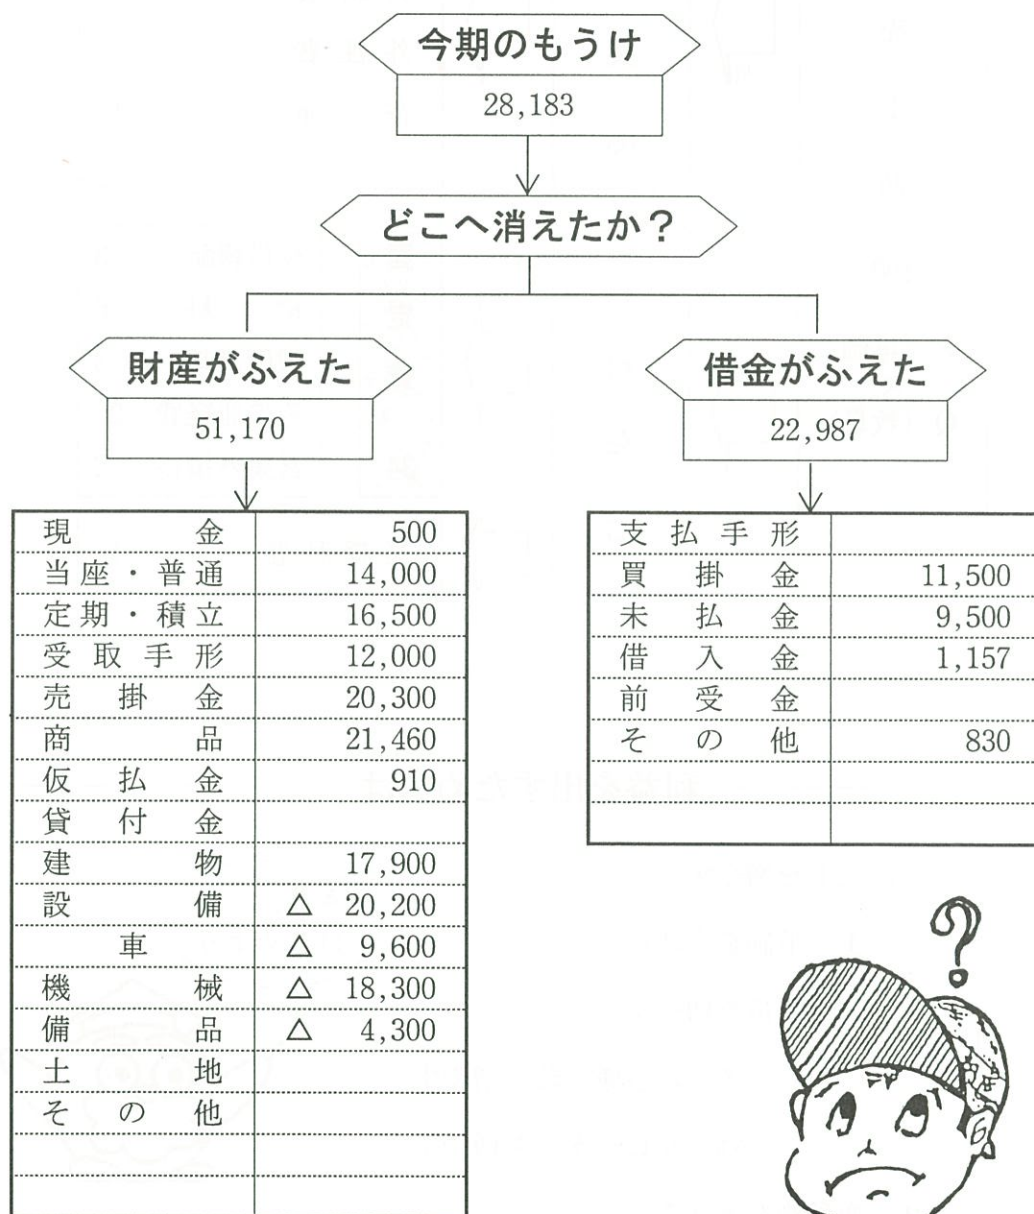 今期のもうけ
28,183
どこへ消えたか?
財産がふえた
51,170
現金 500
当座・普通 14,000
定期・積立 16,500
受取手形 12,000
売掛金 20,300
商品 21,460
仮払金 910
貸付金
建物 17,900
設備 △ 20,200
車 △ 9,600
機械 △ 18,300
備品 △ 4,300
土地
その他
借金がふえた
22,987
支払手形
買掛金 11,500
未払金 9,500
借入金 1,157
前受金
その他 830
?